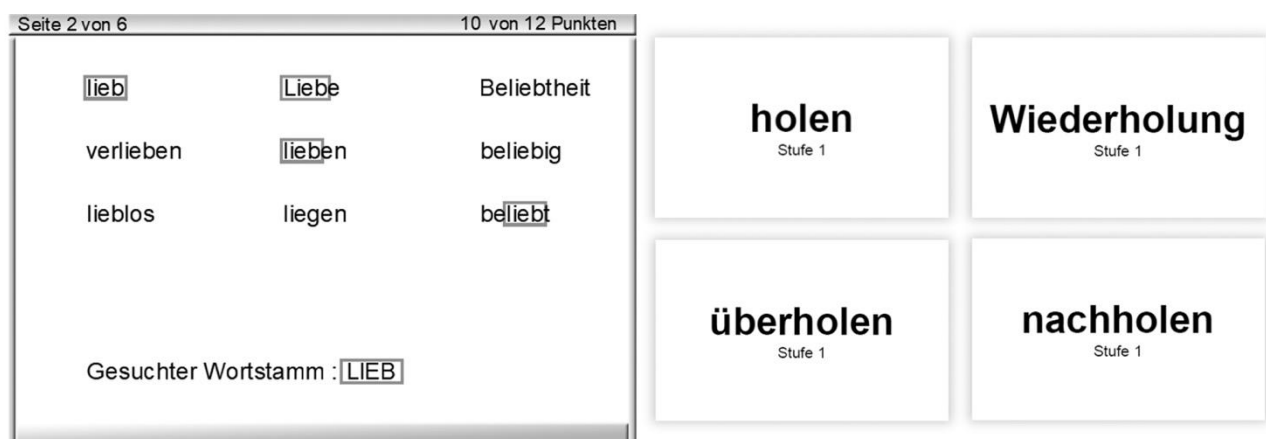 Seite 2 von 6 10 von 12 Punkten
lieb Liebe Beliebtheit
verlieben lieben beliebig
lieblos liegen beliebt
Gesuchter Wortstamm : LIEB
holen
Stufe 1
Wiederholung
Stufe 1
überholen
Stufe 1
nachholen
Stufe 1